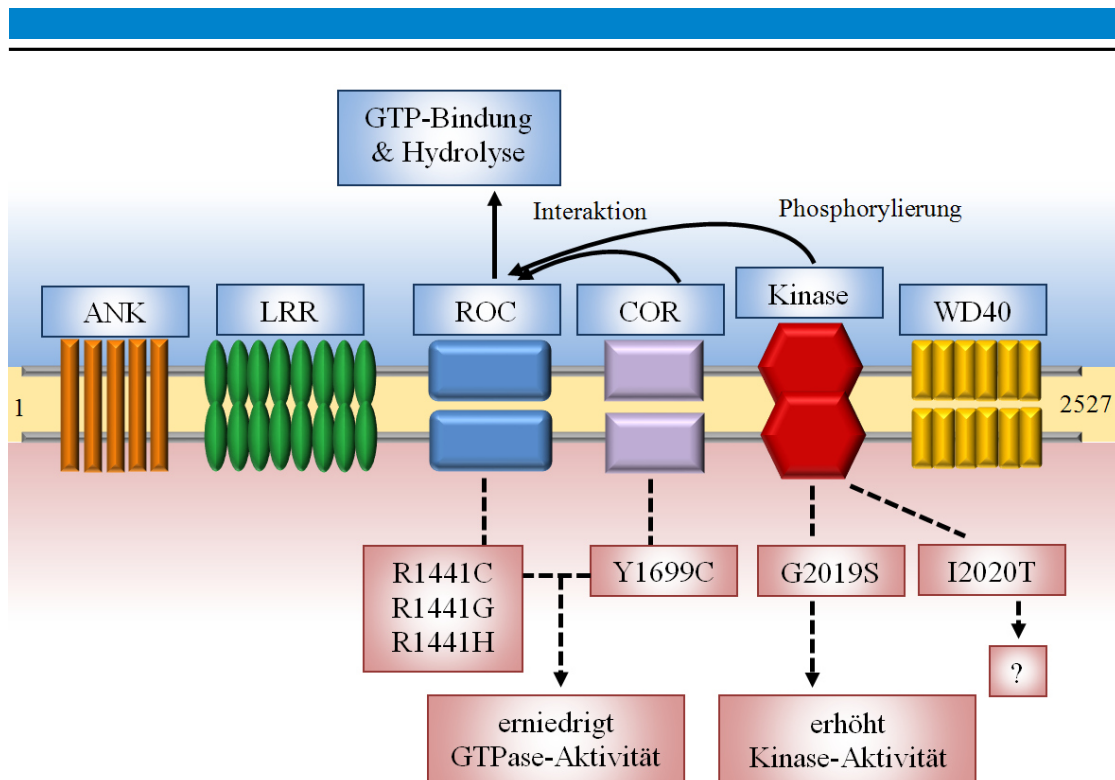 GTP-Bindung
& Hydrolyse
Interaktion
Phosphorylierung
ANK
LRR
ROC
COR
Kinase
WD40
1
2527
R1441C
R1441G
R1441H
Y1699C
G2019S
I2020T
?
erniedrigt
GTPase-Aktivität
erhöht
Kinase-Aktivität